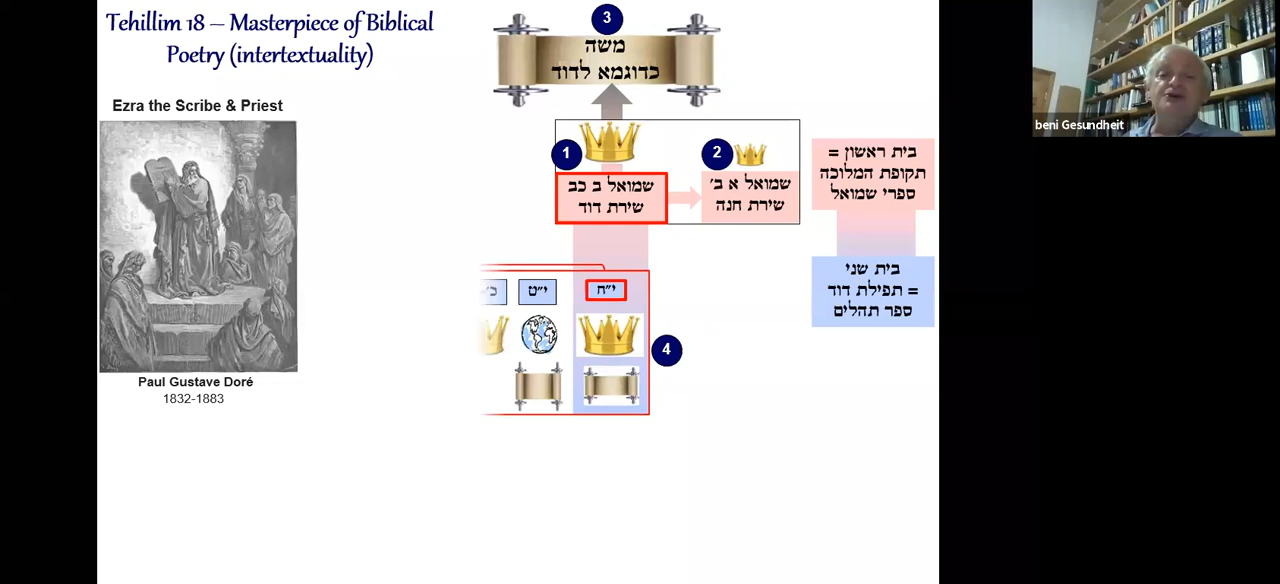 Tehillim 18 – Masterpiece of Biblical
Poetry (intertextuality)
Ezra the Scribe & Priest
Paul Gustave Doré
1832-1883
3
משה
כדוגמא לדוד
1
2
שמואל ב כב
שירת דוד
שמואל א ב׳
שירת חנה
בית ראשון =
תקופת המלוכה
ספרי שמואל
י״ח
י״ט
כ׳
4
בית שני
= תפילת דוד
ספר תהלים
beni Gesundheit